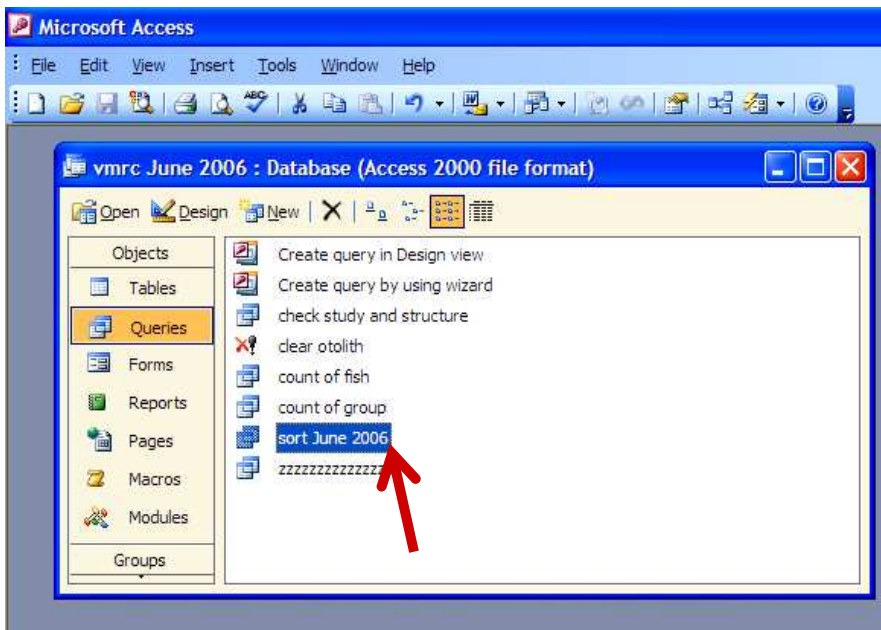 Microsoft Access
File Edit View Insert Tools Window Help
ABC
W
vmrc June 2006 : Database (Access 2000 file format)
Open Design New
Objects
Tables
Queries
Forms
Reports
Pages
Macros
Modules
Groups
Create query in Design view
Create query by using wizard
check study and structure
clear otolith
count of fish
count of group
sort June 2006